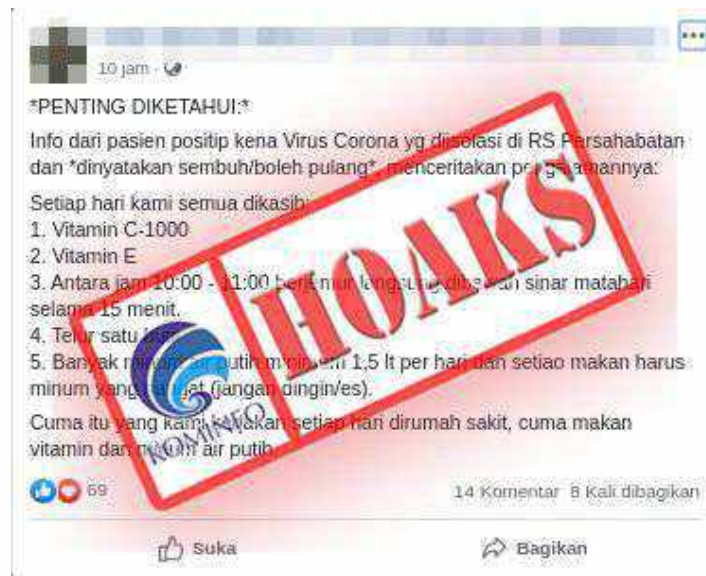 10 jam
*PENTING DIKETAHUI:*
Info dari pasien positip kena Virus Corona yg diisolasi di RS Persahabatan
dan *dinyatakan sembuh/boleh pulang*, menceritakan pengalamannya:
Setiap hari kami semua dikasih:
1. Vitamin C-1000
2. Vitamin E
3. Antara jam 10:00 - 11:00 berjemur langsung dibawah sinar matahari
selama 15 menit.
4. Telur satu
5. Banyak minum air putih minimem 1,5 lt per hari dan setiao makan harus
minum yang (jangan dingin/es).
Cuma itu yang kami setiap hari dirumah sakit, cuma makan
vitamin dan minum air putih.
HOAKS
KOMINFO
69
14 Komentar 8 Kali dibagikan
Suka Bagikan